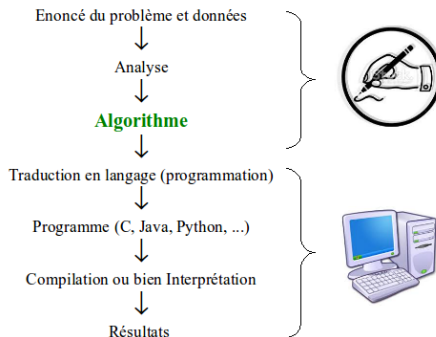 Enoncé du problème et données
Analyse
Algorithme
Traduction en langage (programmation)
Programme (C, Java, Python, ...)
Compilation ou bien Interprétation
Résultats